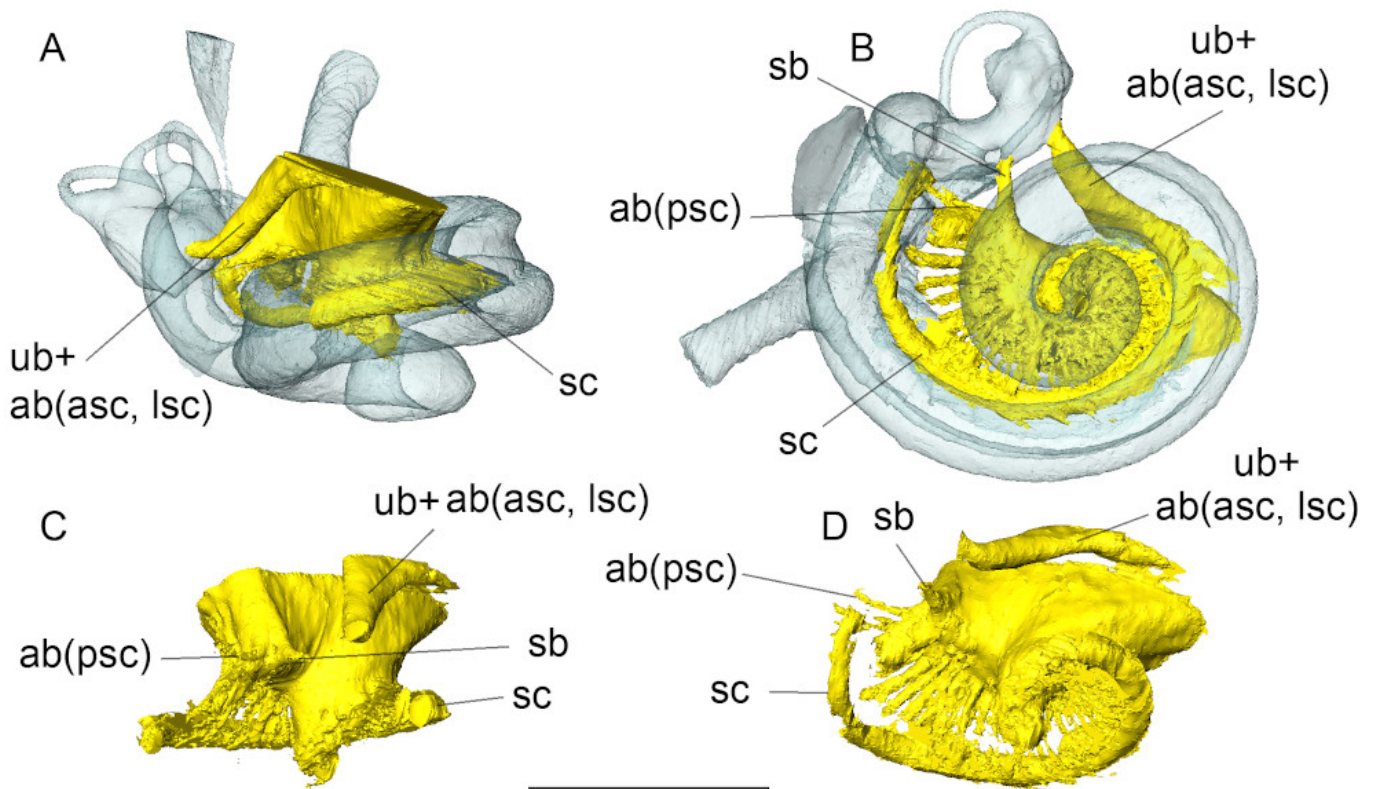 A
ub+
ab(asc, lsc)
sc
B
sb
ub+
ab(asc, lsc)
ab(psc)
sc
C
ub+ ab(asc, lsc)
ab(psc)
sb
sc
D
sb
ub+
ab(asc, lsc)
ab(psc)
sc